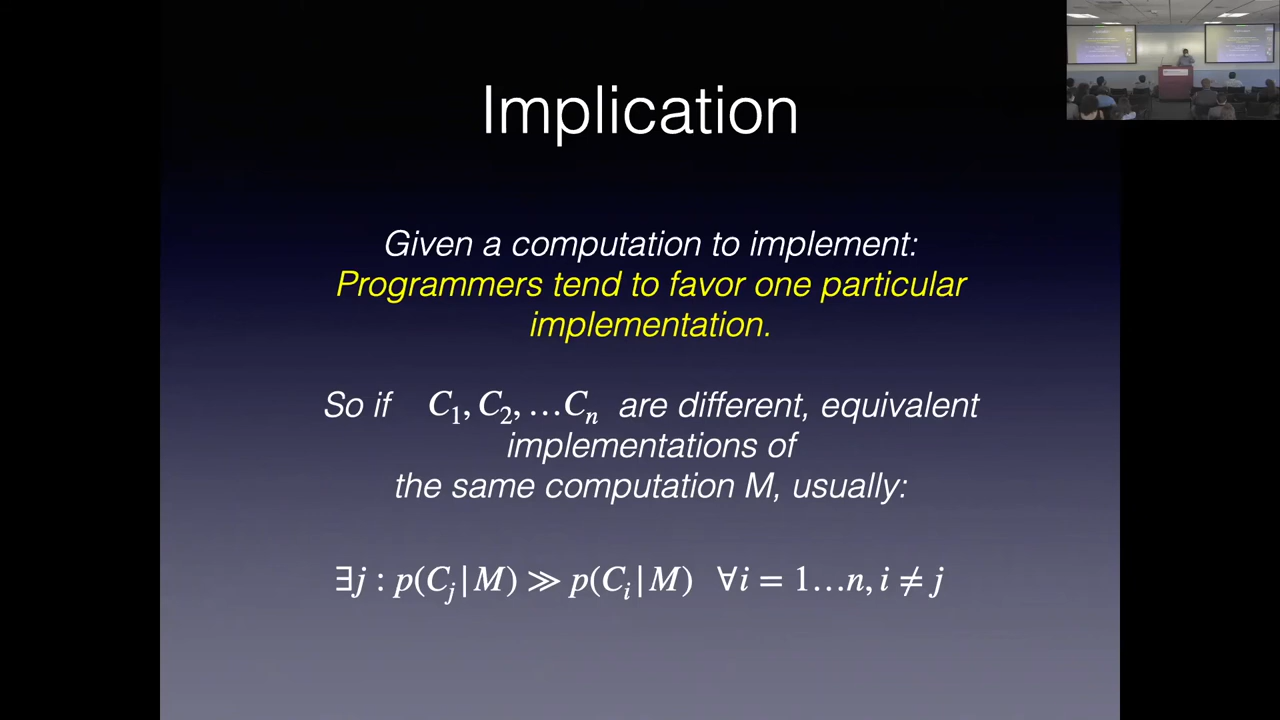 Implication
Given a computation to implement:
Programmers tend to favor one particular
implementation.
So if C₁, C₂, …Cₙ are different, equivalent
implementations of
the same computation M, usually:
∃j : p(Cⱼ|M) ≫ p(Cᵢ|M) ∀i = 1…n, i ≠ j